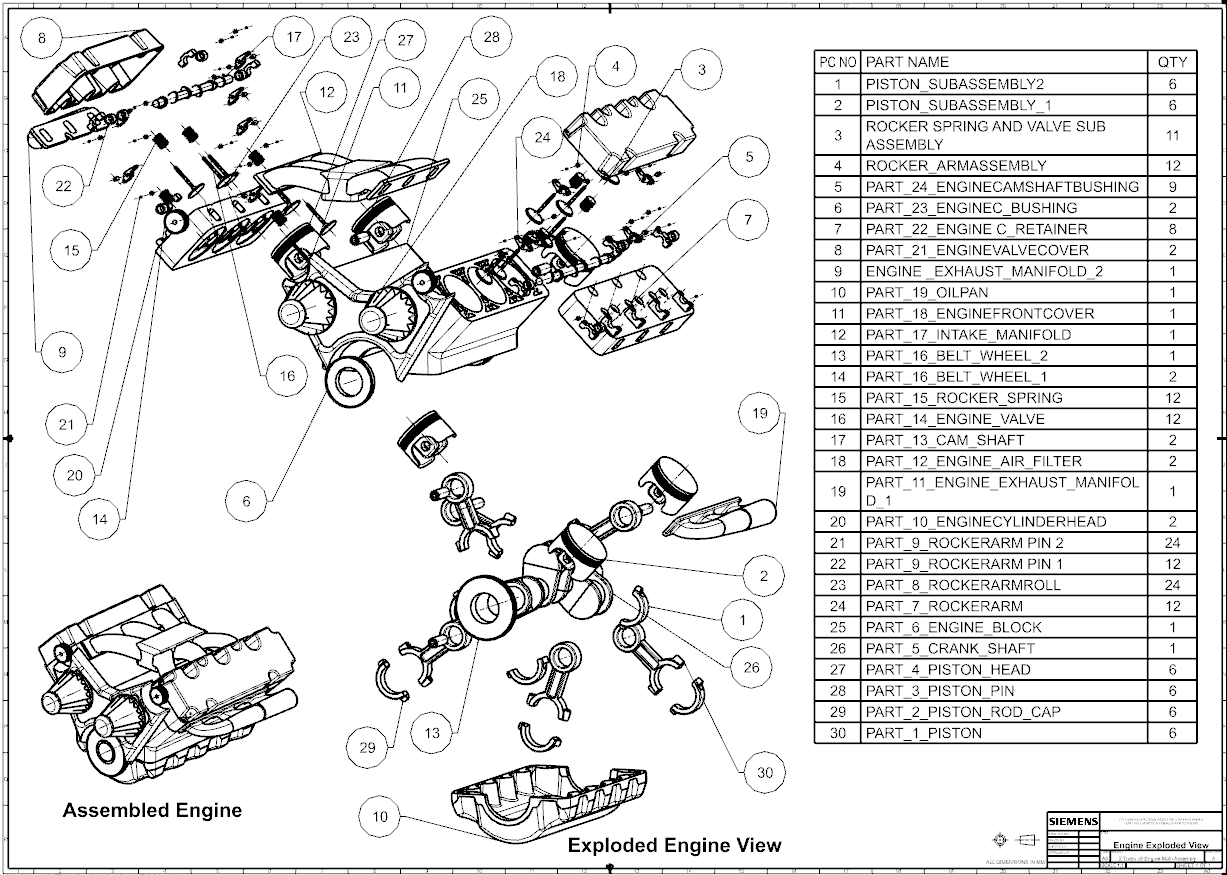 8
17
23
27
28
12
11
25
18
4
3
24
5
7
22
15
9
16
21
20
14
6
19
2
1
26
13
29
30
10
PC NO PART NAME QTY
1 PISTON_SUBASSEMBLY2 6
2 PISTON_SUBASSEMBLY_1 6
3 ROCKER SPRING AND VALVE SUB 11
ASSEMBLY
4 ROCKER_ARMASSEMBLY 12
5 PART_24_ENGINECAMSHAFTBUSHING 9
6 PART_23_ENGINEC_BUSHING 2
7 PART_22_ENGINE C_RETAINER 8
8 PART_21_ENGINEVALVECOVER 2
9 ENGINE _EXHAUST_MANIFOLD_2 1
10 PART_19_OILPAN 1
11 PART_18_ENGINEFRONTCOVER 1
12 PART_17_INTAKE_MANIFOLD 1
13 PART_16_BELT_WHEEL_2 1
14 PART_16_BELT_WHEEL_1 2
15 PART_15_ROCKER_SPRING 12
16 PART_14_ENGINE_VALVE 12
17 PART_13_CAM_SHAFT 2
18 PART_12_ENGINE_AIR_FILTER 2
19 PART_11_ENGINE_EXHAUST_MANIFOL 1
D_1
20 PART_10_ENGINECYLINDERHEAD 2
21 PART_9_ROCKERARM PIN 2 24
22 PART_9_ROCKERARM PIN 1 12
23 PART_8_ROCKERARMROLL 24
24 PART_7_ROCKERARM 12
25 PART_6_ENGINE_BLOCK 1
26 PART_5_CRANK_SHAFT 1
27 PART_4_PISTON_HEAD 6
28 PART_3_PISTON_PIN 6
29 PART_2_PISTON_ROD_CAP 6
30 PART_1_PISTON 6
Assembled Engine
Exploded Engine View
ALL DIMENSIONS IN MM
SIEMENS
Engine Exploded View